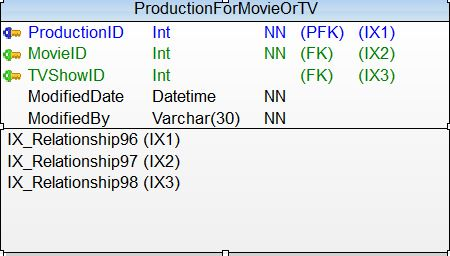 ProductionForMovieOrTV
ProductionID Int NN (PFK) (IX1)
MovieID Int NN (FK) (IX2)
TVShowID Int (FK) (IX3)
ModifiedDate Datetime NN
ModifiedBy Varchar(30) NN
IX_Relationship96 (IX1)
IX_Relationship97 (IX2)
IX_Relationship98 (IX3)